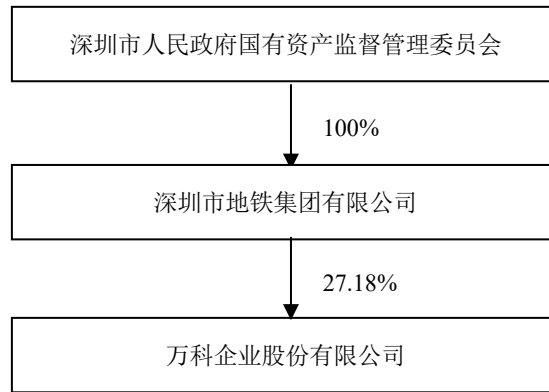 深圳市人民政府国有资产监督管理委员会
100%
深圳市地铁集团有限公司
27.18%
万科企业股份有限公司